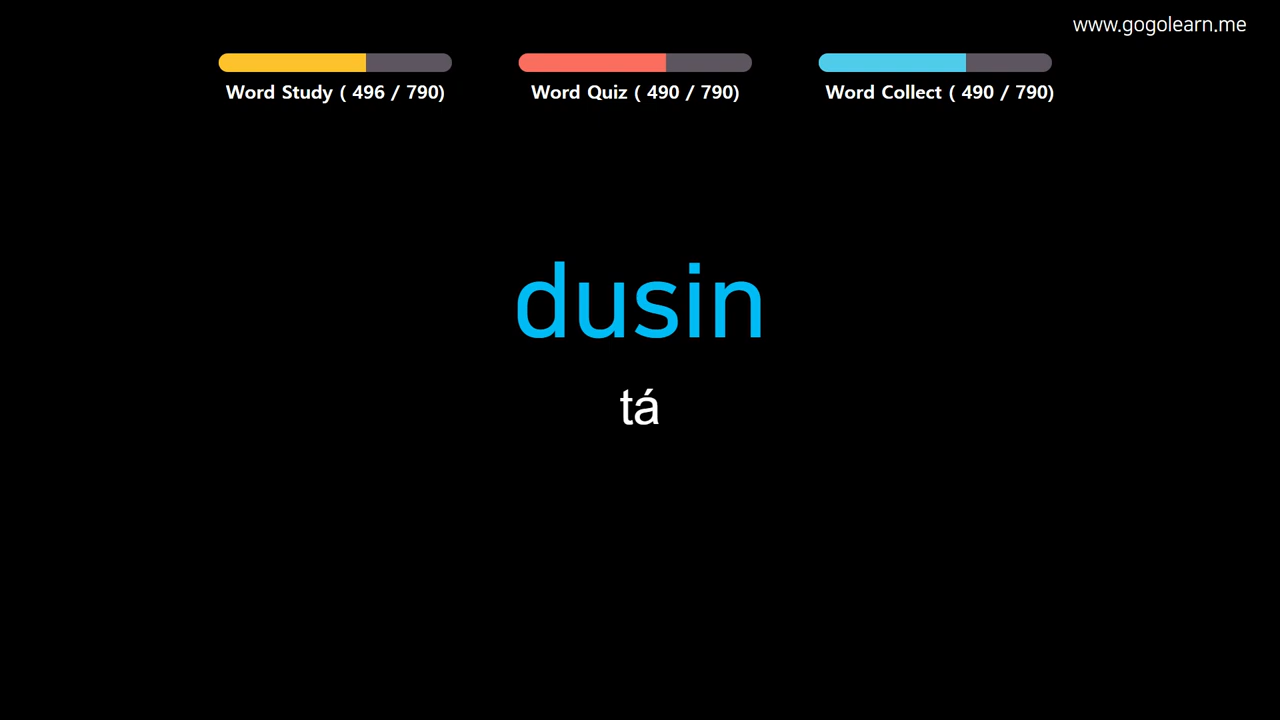 www.gogolearn.me
Word Study ( 496 / 790)
Word Quiz ( 490 / 790)
Word Collect ( 490 / 790)
dusin
tá